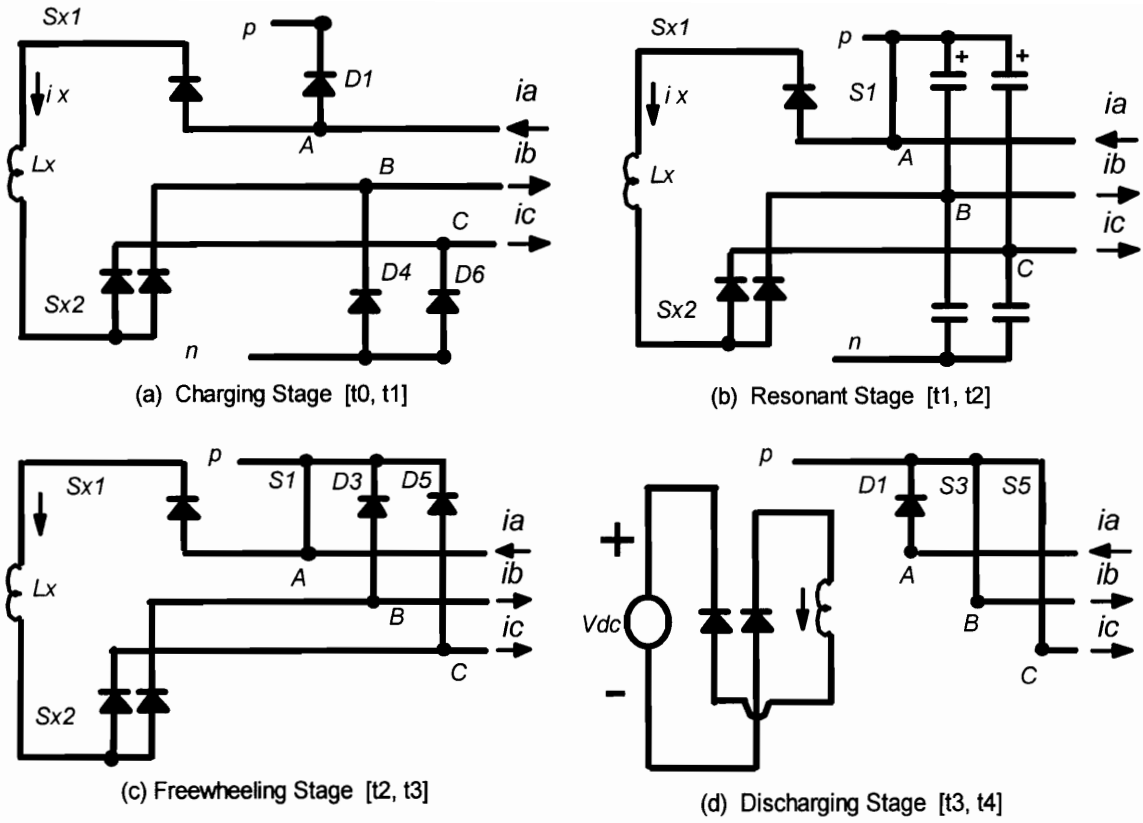 Sx1
p
D1
i x
ia
A
Lx
B
ib
C
ic
D4
D6
Sx2
n
(a) Charging Stage [t0, t1]
Sx1
p
+
+
S1
i x
ia
A
ib
Lx
B
ic
C
Sx2
n
(b) Resonant Stage [t1, t2]
p
Sx1
S1
D3
D5
ia
A
ib
Lx
B
ic
C
Sx2
(c) Freewheeling Stage [t2, t3]
p
D1
S3
S5
+
ia
A
ib
Vdc
B
ic
C
-
(d) Discharging Stage [t3, t4]